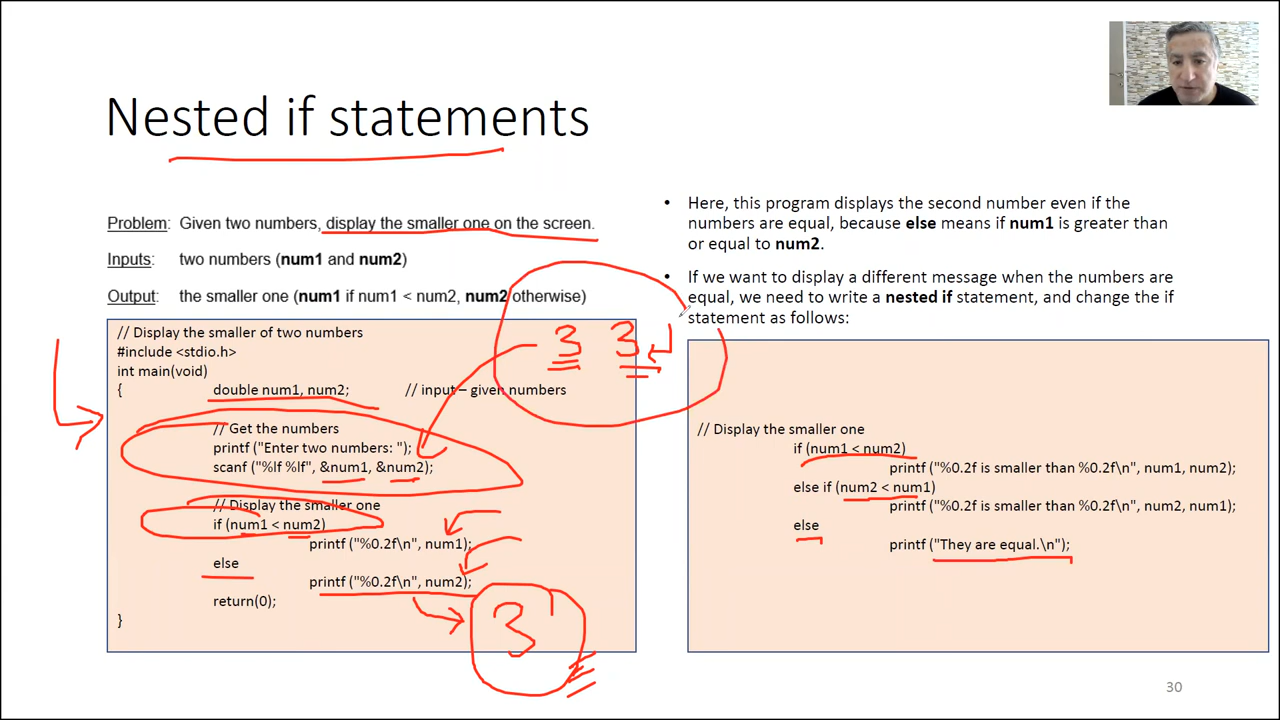 Nested if statements
Problem: Given two numbers, display the smaller one on the screen.
Inputs: two numbers (num1 and num2)
Output: the smaller one (num1 if num1 < num2, num2 otherwise)
// Display the smaller of two numbers
#include <stdio.h>
int main(void)
{ double num1, num2; // input – given numbers
// Get the numbers
printf ("Enter two numbers: ");
scanf ("%lf %lf", &num1, &num2);
// Display the smaller one
if (num1 < num2)
printf ("%0.2f\n", num1);
else
printf ("%0.2f\n", num2);
return(0);
}
3 3
3
• Here, this program displays the second number even if the
numbers are equal, because else means if num1 is greater than
or equal to num2.
• If we want to display a different message when the numbers are
equal, we need to write a nested if statement, and change the if
statement as follows:
// Display the smaller one
if (num1 < num2)
printf ("%0.2f is smaller than %0.2f\n", num1, num2);
else if (num2 < num1)
printf ("%0.2f is smaller than %0.2f\n", num2, num1);
else
printf ("They are equal.\n");
30